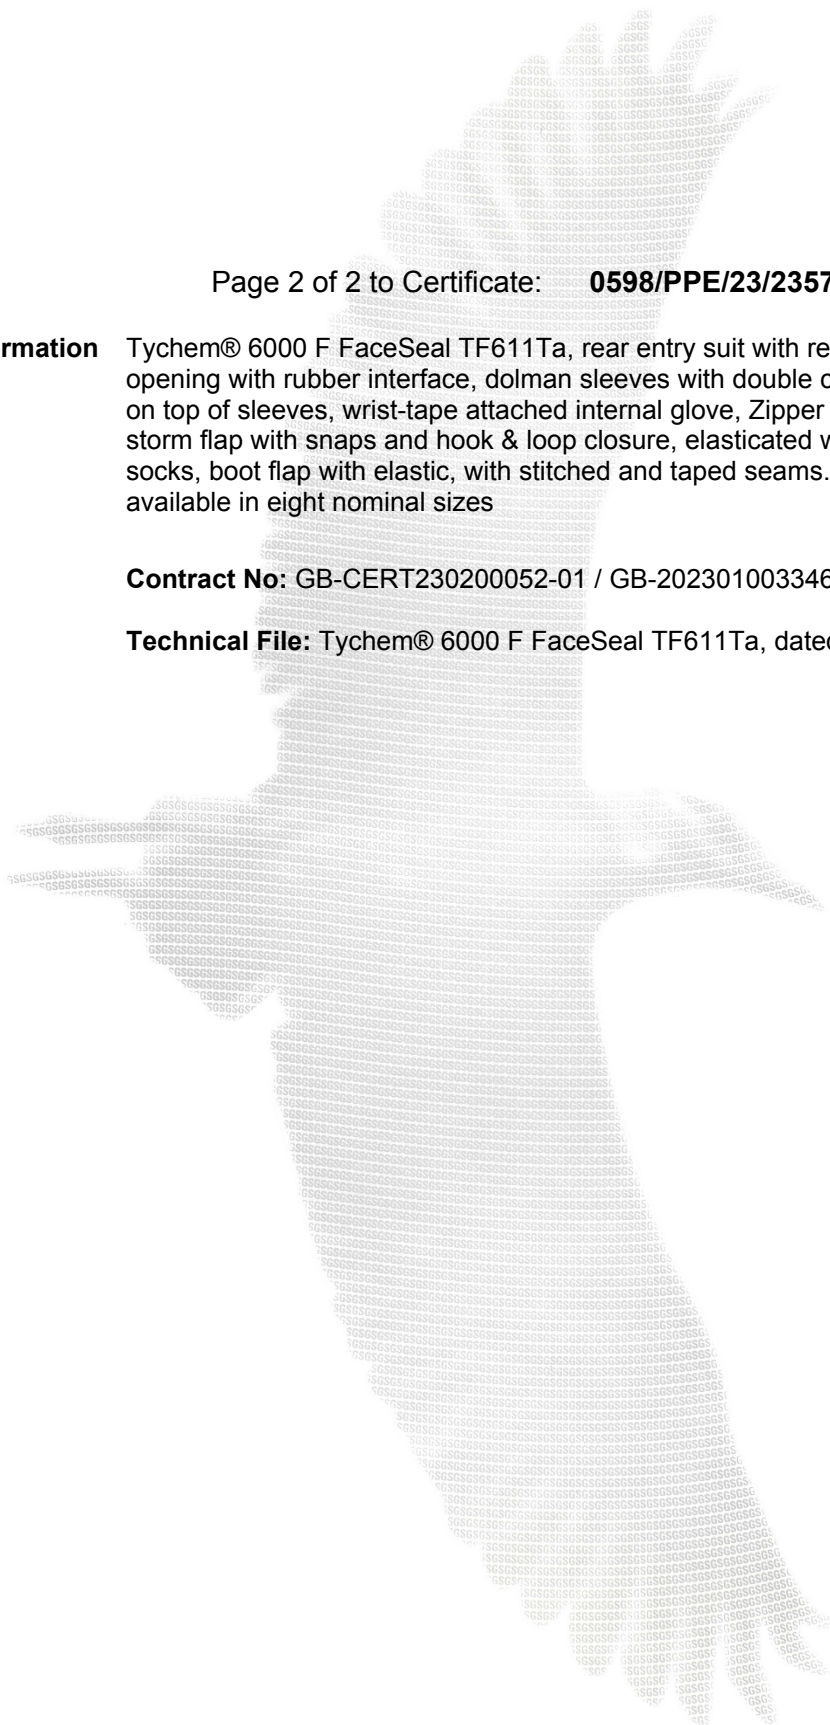 Page 2 of 2 to Certificate: 0598/PPE/23/2357
rmation Tychem® 6000 F FaceSeal TF611Ta, rear entry suit with re
opening with rubber interface, dolman sleeves with double c
on top of sleeves, wrist-tape attached internal glove, Zipper
storm flap with snaps and hook & loop closure, elasticated w
socks, boot flap with elastic, with stitched and taped seams.
available in eight nominal sizes
Contract No: GB-CERT230200052-01 / GB-202301003346
Technical File: Tychem® 6000 F FaceSeal TF611Ta, dated